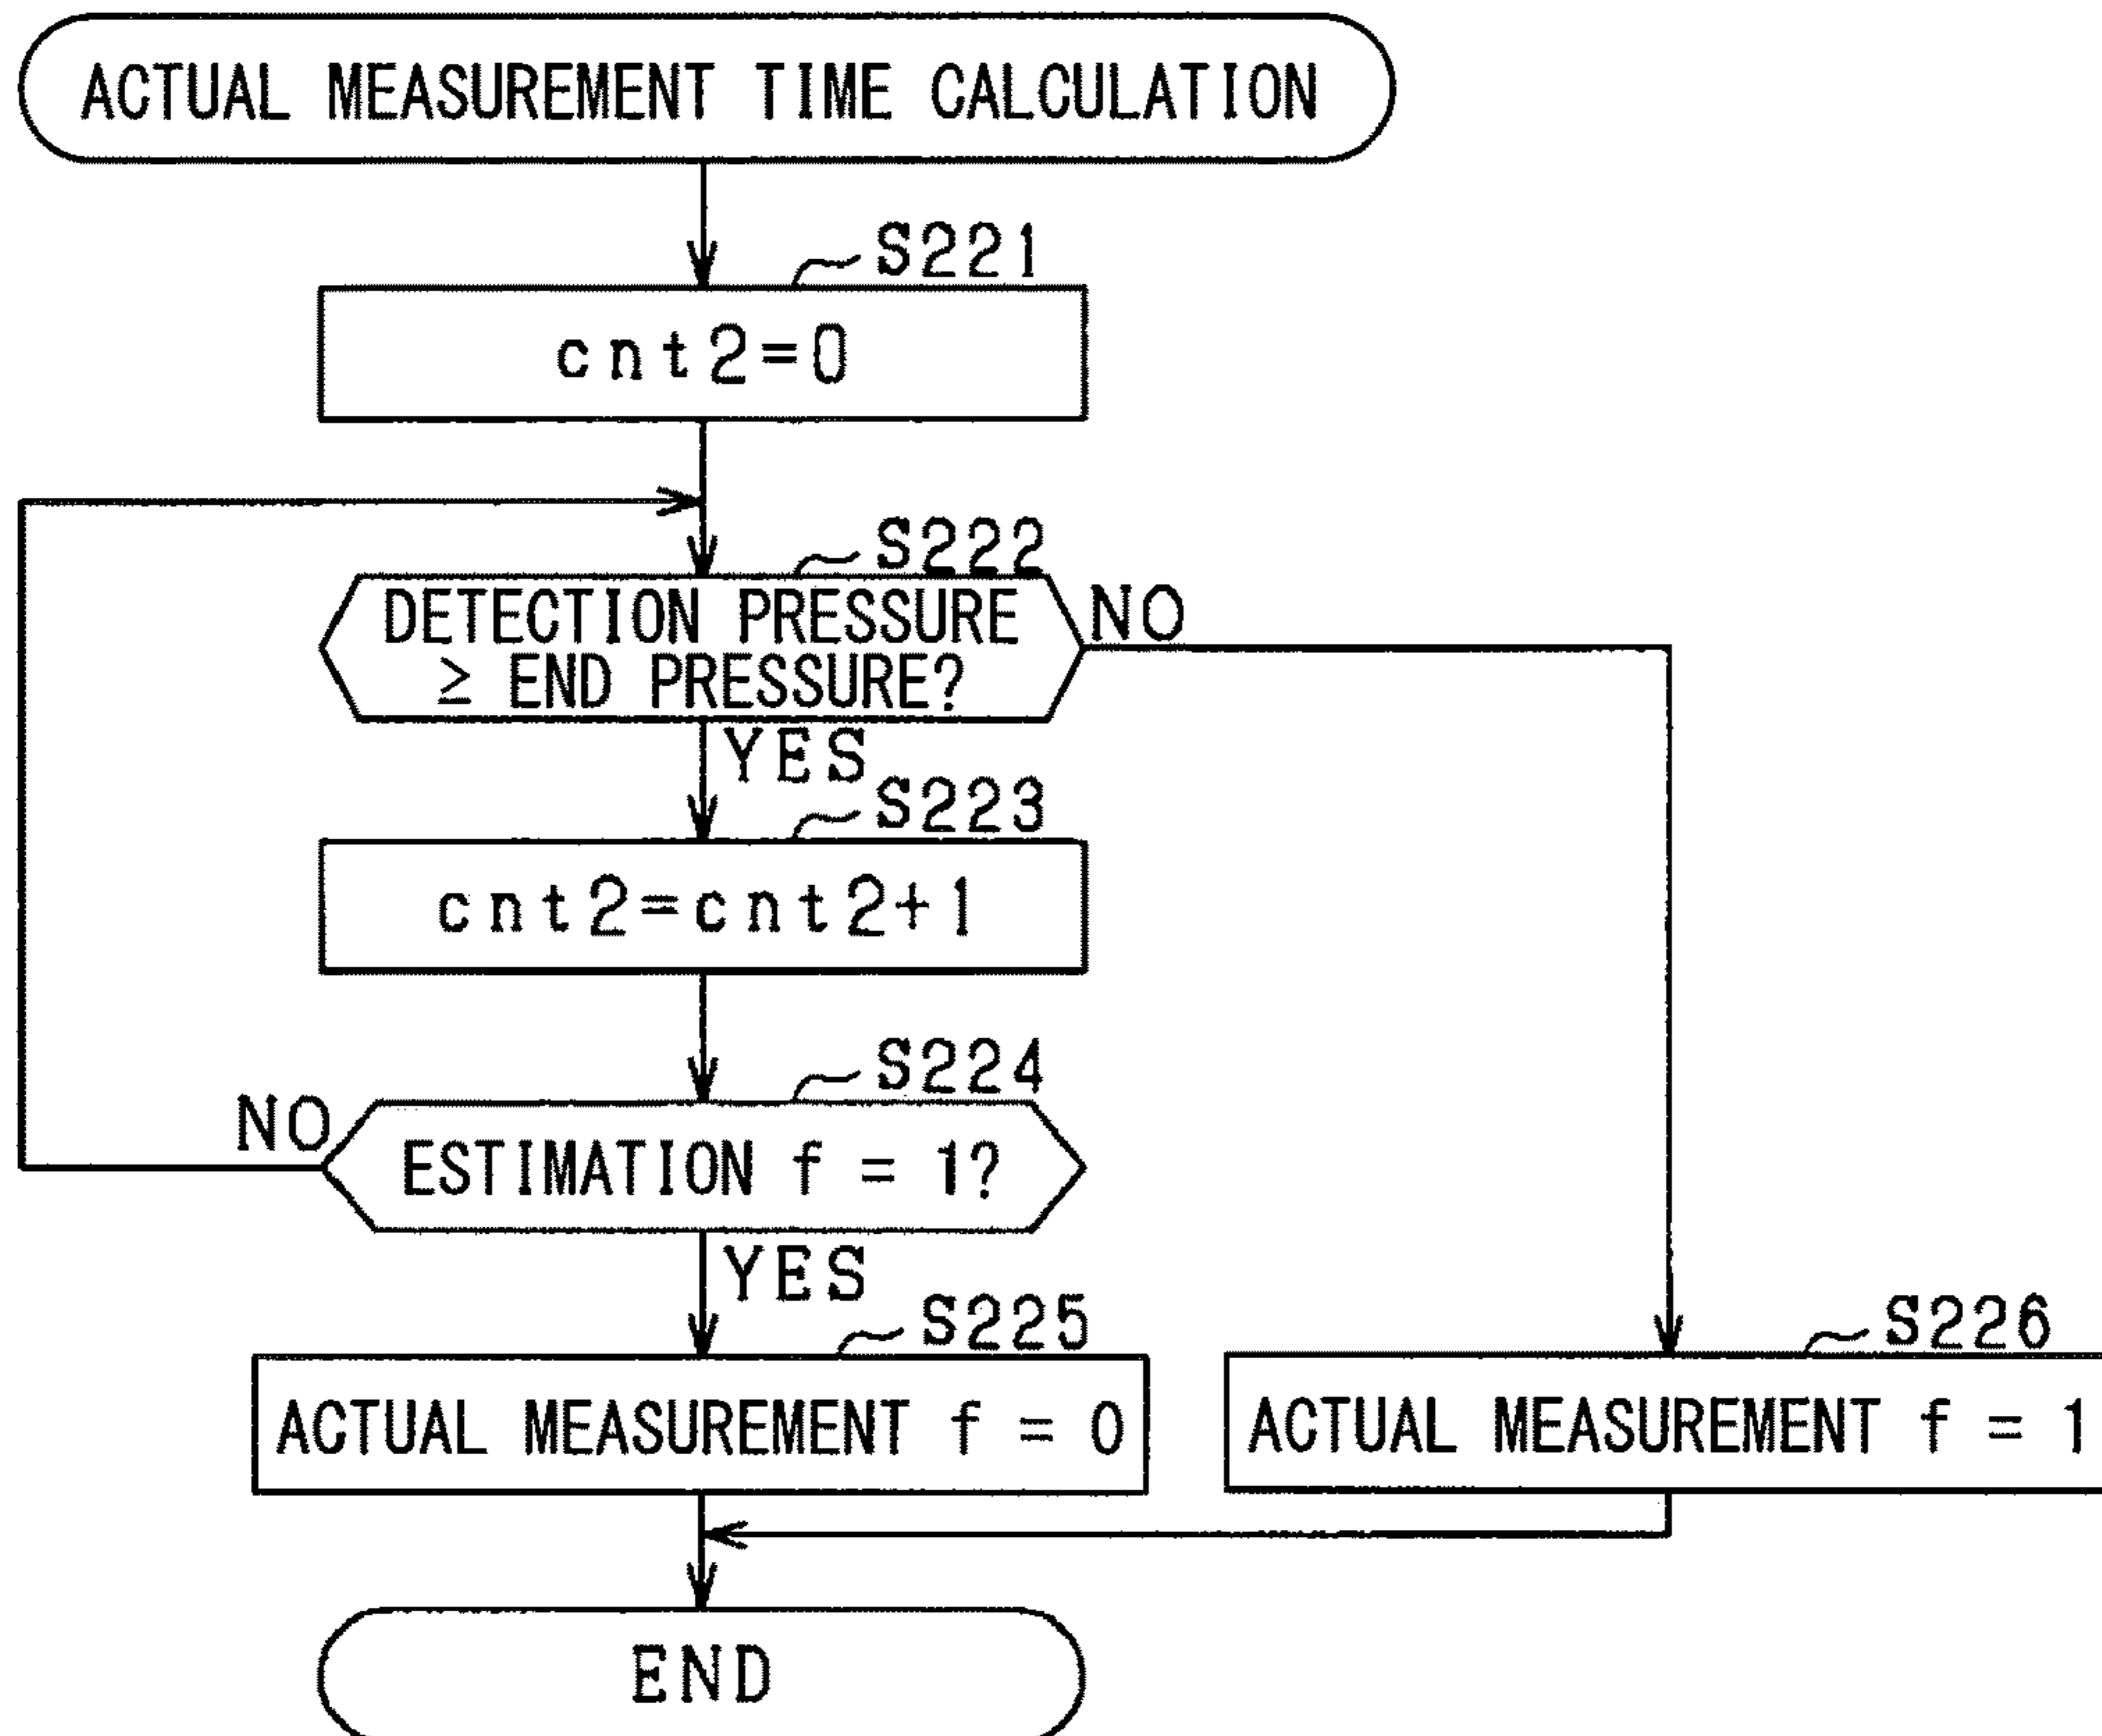 ACTUAL MEASUREMENT TIME CALCULATION
S221
cnt2=0
S222
DETECTION PRESSURE
≥ END PRESSURE?
NO
YES
S223
cnt2=cnt2+1
S224
NO
ESTIMATION f = 1?
YES
S225
ACTUAL MEASUREMENT f = 0
S226
ACTUAL MEASUREMENT f = 1
END